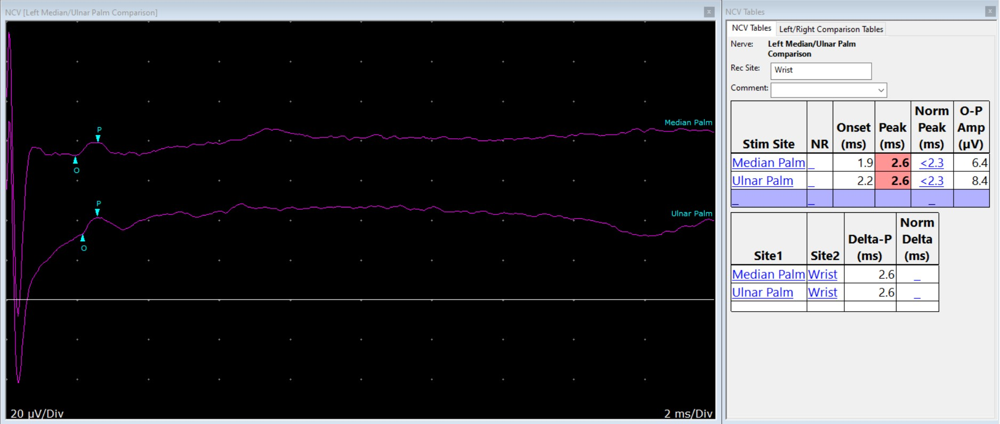 NCV [Left Median/Ulnar Palm Comparison]
P
Median Palm
O
P
Ulnar Palm
O
20 µV/Div
2 ms/Div
NCV Tables
NCV Tables Left/Right Comparison Tables
Nerve: Left Median/Ulnar Palm
Comparison
Rec Site: Wrist
Comment:
Norm O-P
Onset Peak Peak Amp
Stim Site NR (ms) (ms) (ms) (µV)
Median Palm _ 1.9 2.6 <2.3 6.4
Ulnar Palm _ 2.2 2.6 <2.3 8.4
_ _ _
Norm
Delta-P Delta
Site1 Site2 (ms) (ms)
Median Palm Wrist 2.6 _
Ulnar Palm Wrist 2.6 _